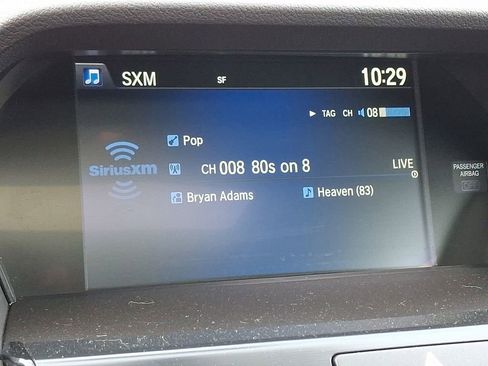 SXM SF 10:29
TAG CH 08
Pop
SiriusXM
CH 008 80s on 8 LIVE
PASSENGER
AIRBAG
OFF
Bryan Adams Heaven (83)